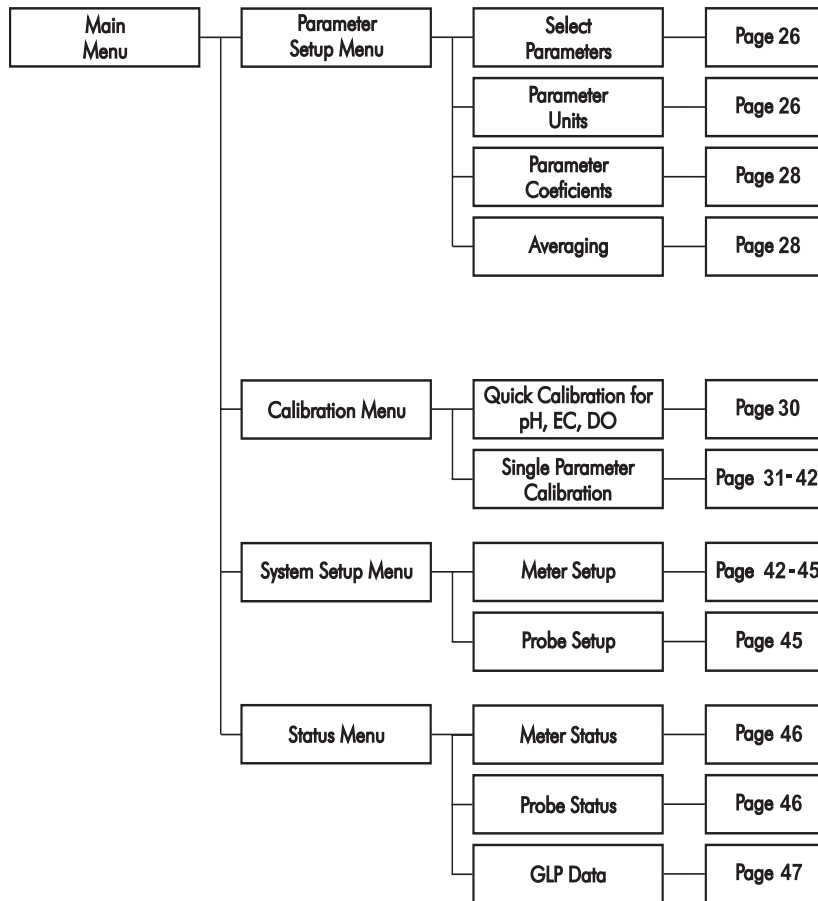 Main
Menu
Parameter
Setup Menu
Select
Parameters
Page 26
Parameter
Units
Page 26
Parameter
Coeficients
Page 28
Averaging
Page 28
Calibration Menu
Quick Calibration for
pH, EC, DO
Page 30
Single Parameter
Calibration
Page 31-42
System Setup Menu
Meter Setup
Page 42-45
Probe Setup
Page 45
Status Menu
Meter Status
Page 46
Probe Status
Page 46
GLP Data
Page 47